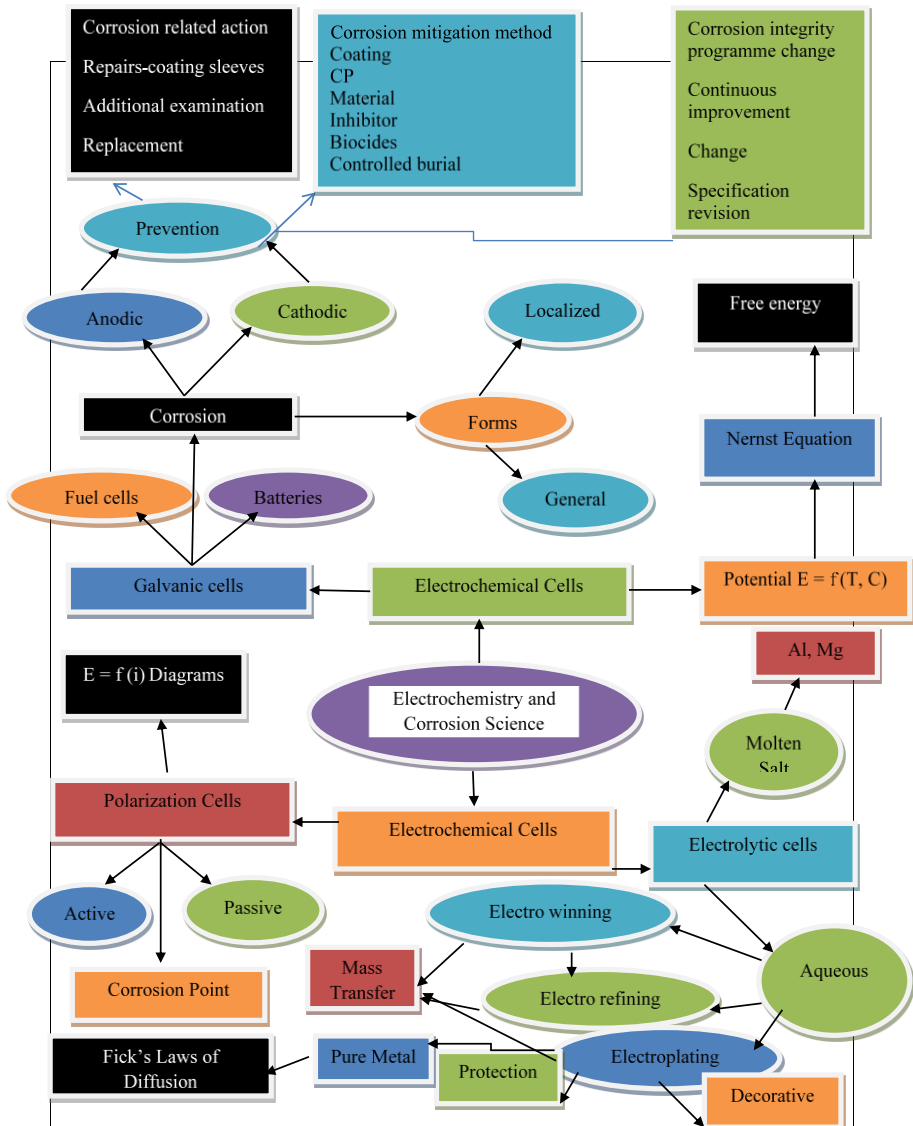 Corrosion related action
Repairs-coating sleeves
Additional examination
Replacement
Corrosion mitigation method
Coating
CP
Material
Inhibitor
Biocides
Controlled burial
Corrosion integrity
programme change
Continuous
improvement
Change
Specification
revision
Prevention
Anodic
Cathodic
Localized
Free energy
Corrosion
Forms
Nernst Equation
Fuel cells
Batteries
General
Galvanic cells
Electrochemical Cells
Potential E = f (T, C)
E = f (i) Diagrams
Al, Mg
Electrochemistry and
Corrosion Science
Molten
Salt
Polarization Cells
Electrochemical Cells
Electrolytic cells
Active
Passive
Electro winning
Aqueous
Corrosion Point
Mass
Transfer
Electro refining
Fick's Laws of
Diffusion
Pure Metal
Protection
Electroplating
Decorative